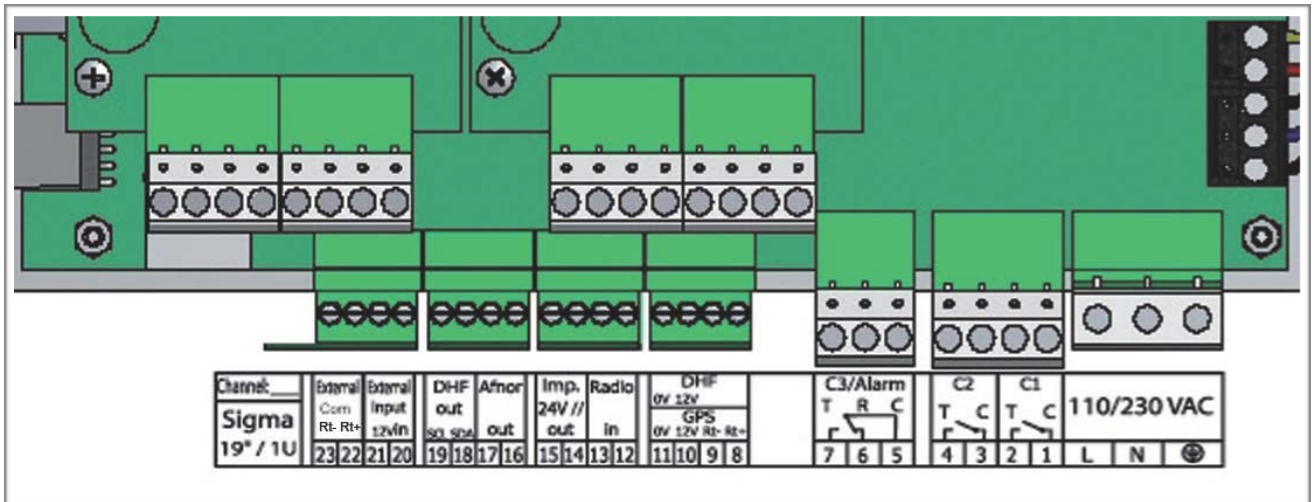 Channel:____
Sigma
19" / 1U
External
Com
Rt- Rt+
23 22
External
Input
12vin
21 20
DHF
out
SCL SDA
19 18
Afnor
out
17 16
Imp.
24V //
out
15 14
Radio
in
13 12
DHF
0V 12V
GPS
0V 12V Rt- Rt+
11 10 9 8
C3/Alarm
T R C
7 6 5
C2
T C
4 3
C1
T C
2 1
110/230 VAC
L N